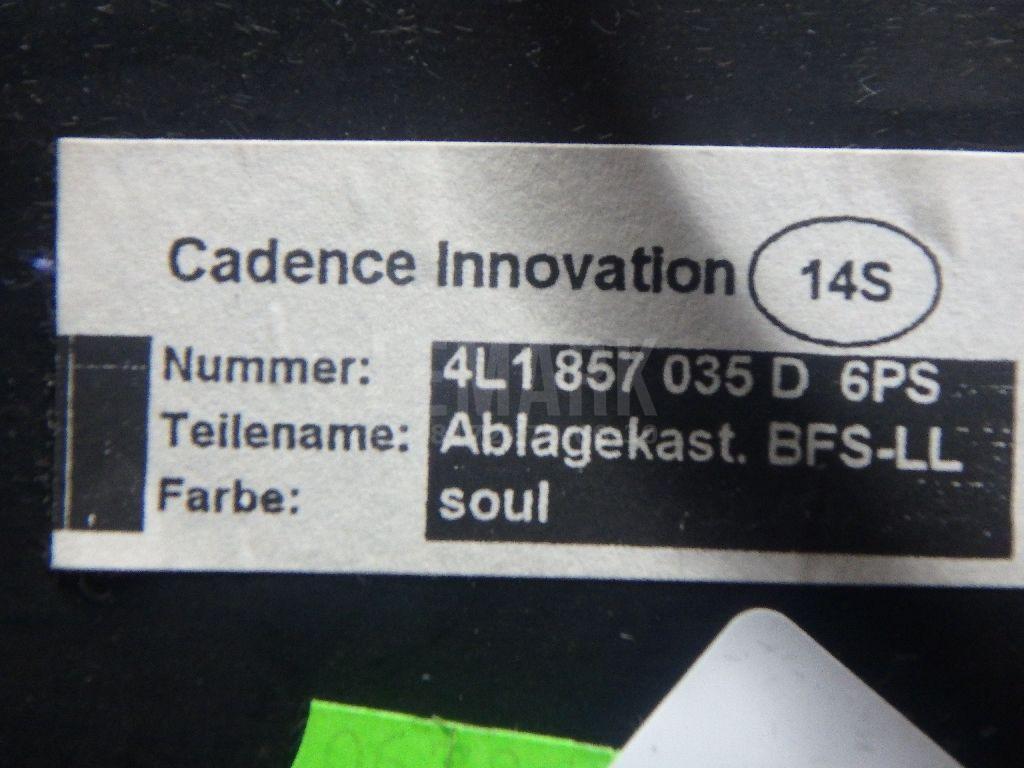 Cadence Innovation 14S
Nummer: 4L1 857 035 D 6PS
Teilename: Ablagekast. BFS-LL
Farbe: soul